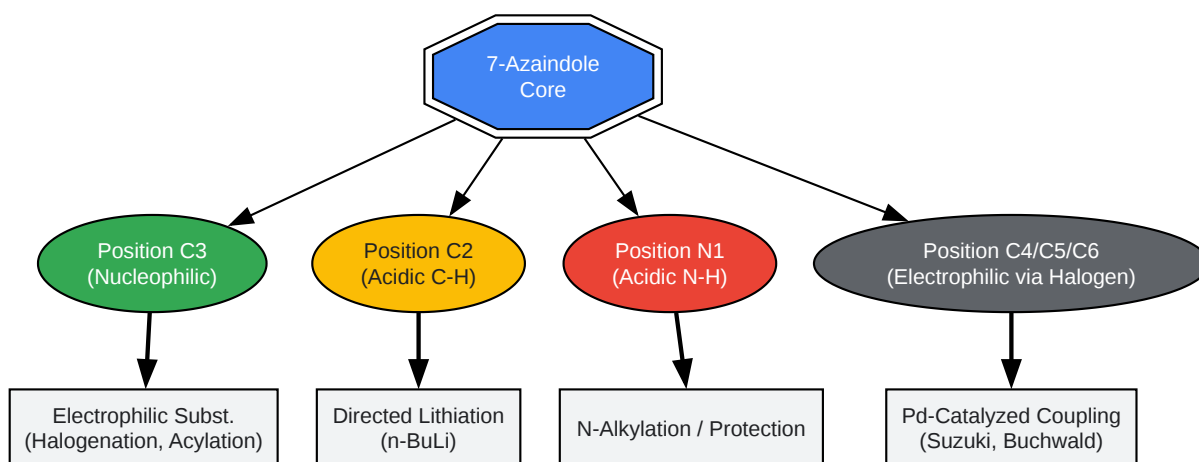 7-Azaindole
Core
Position C3
(Nucleophilic)
Position C2
(Acidic C-H)
Position N1
(Acidic N-H)
Position C4/C5/C6
(Electrophilic via Halogen)
Electrophilic Subst.
(Halogenation, Acylation)
Directed Lithiation
(n-BuLi)
N-Alkylation / Protection
Pd-Catalyzed Coupling
(Suzuki, Buchwald)